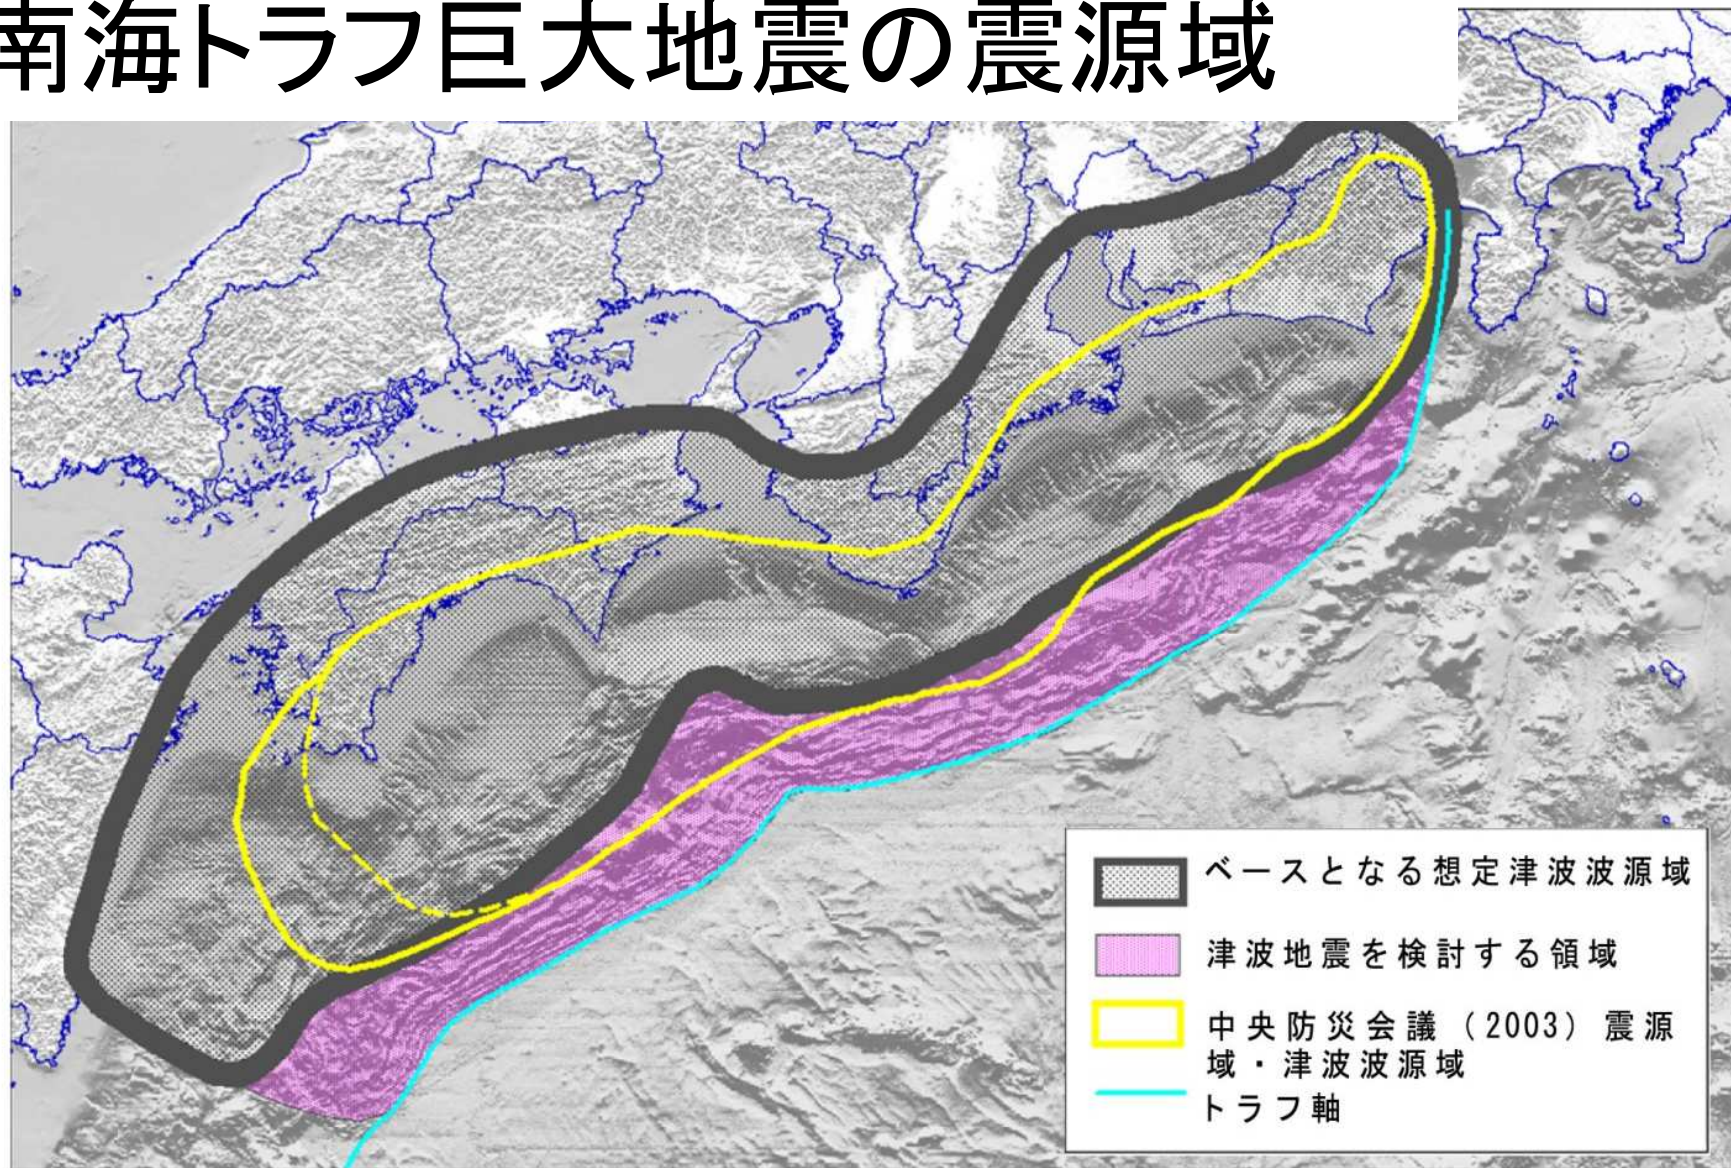 南海トラフ巨大地震の震源域
ベースとなる想定津波波源域
津波地震を検討する領域
中央防災会議（2003）震源
域・津波波源域
トラフ軸